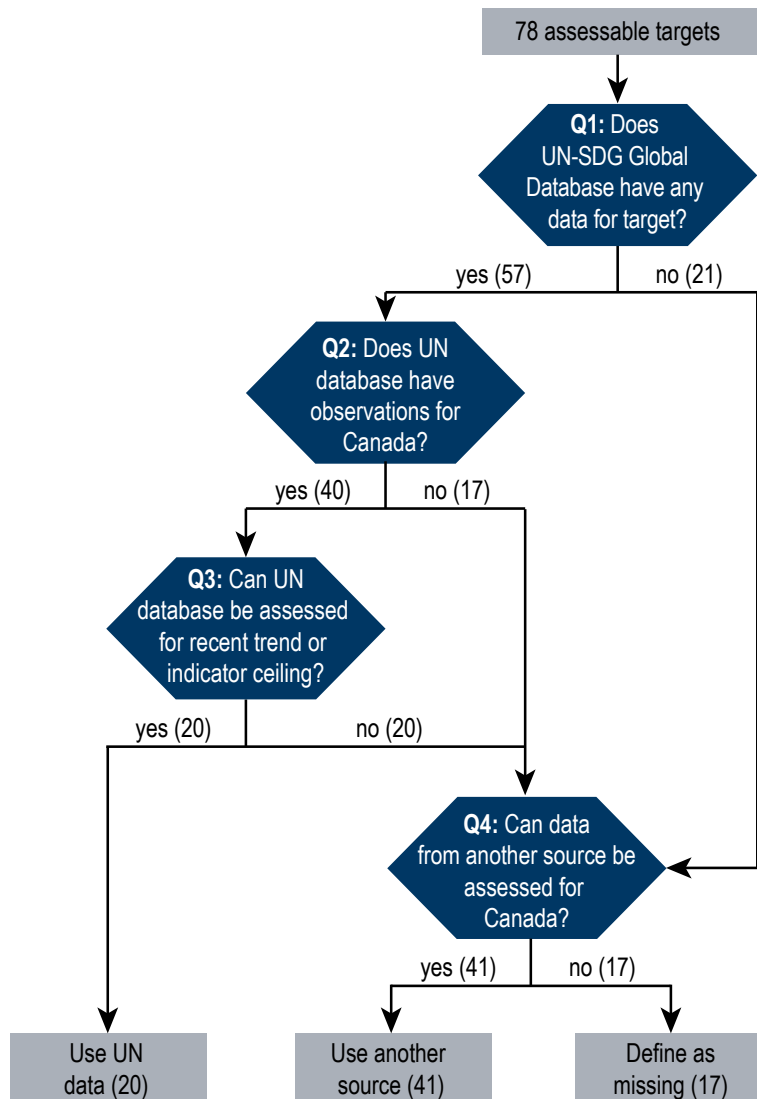 78 assessable targets
Q1: Does
UN-SDG Global
Database have any
data for target?
yes (57)
no (21)
Q2: Does UN
database have
observations for
Canada?
yes (40)
no (17)
Q3: Can UN
database be assessed
for recent trend or
indicator ceiling?
yes (20)
no (20)
Q4: Can data
from another source be
assessed for
Canada?
yes (41)
no (17)
Use UN
data (20)
Use another
source (41)
Define as
missing (17)